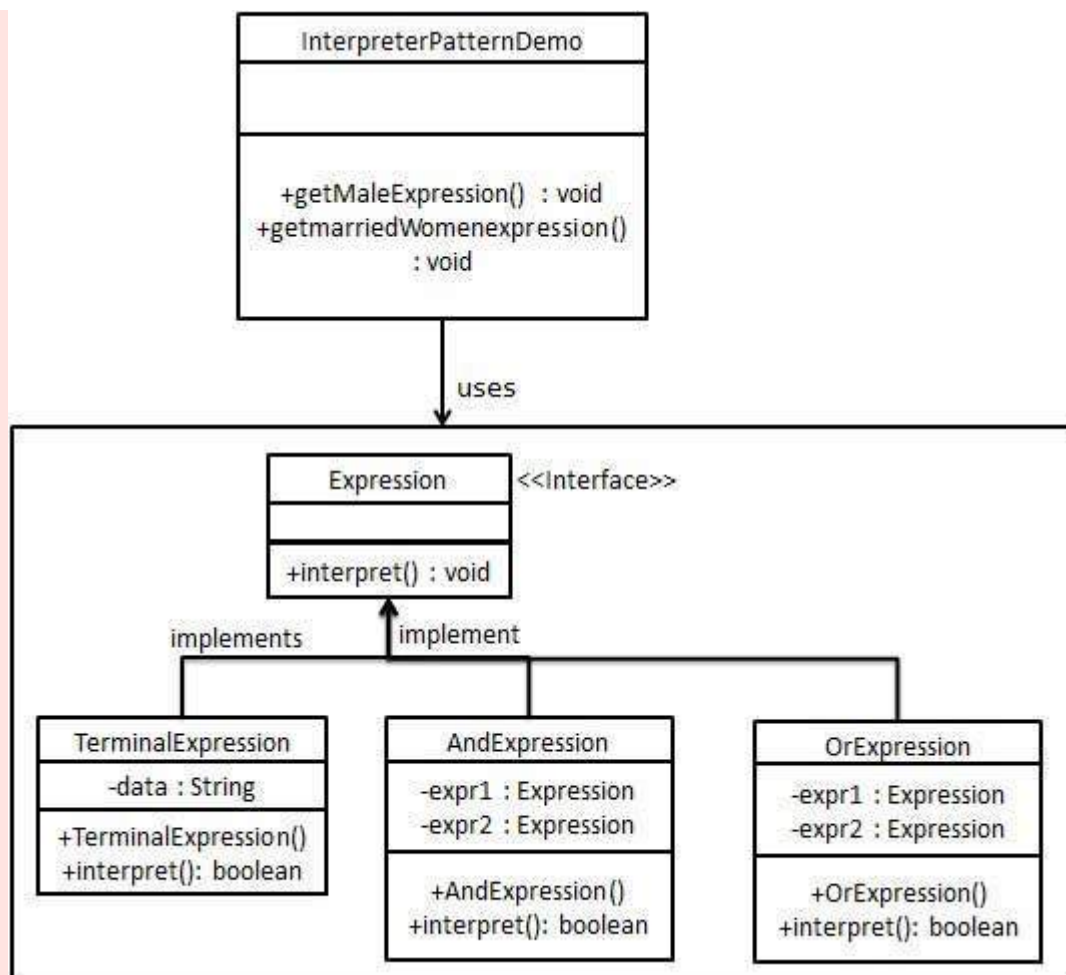 InterpreterPatternDemo
+getMaleExpression() : void
+getmarriedWomenexpression()
: void
uses
Expression
<<Interface>>
+interpret() : void
implements
implement
TerminalExpression
-data : String
+TerminalExpression()
+interpret(): boolean
AndExpression
-expr1 : Expression
-expr2 : Expression
+AndExpression()
+interpret(): boolean
OrExpression
-expr1 : Expression
-expr2 : Expression
+OrExpression()
+interpret(): boolean